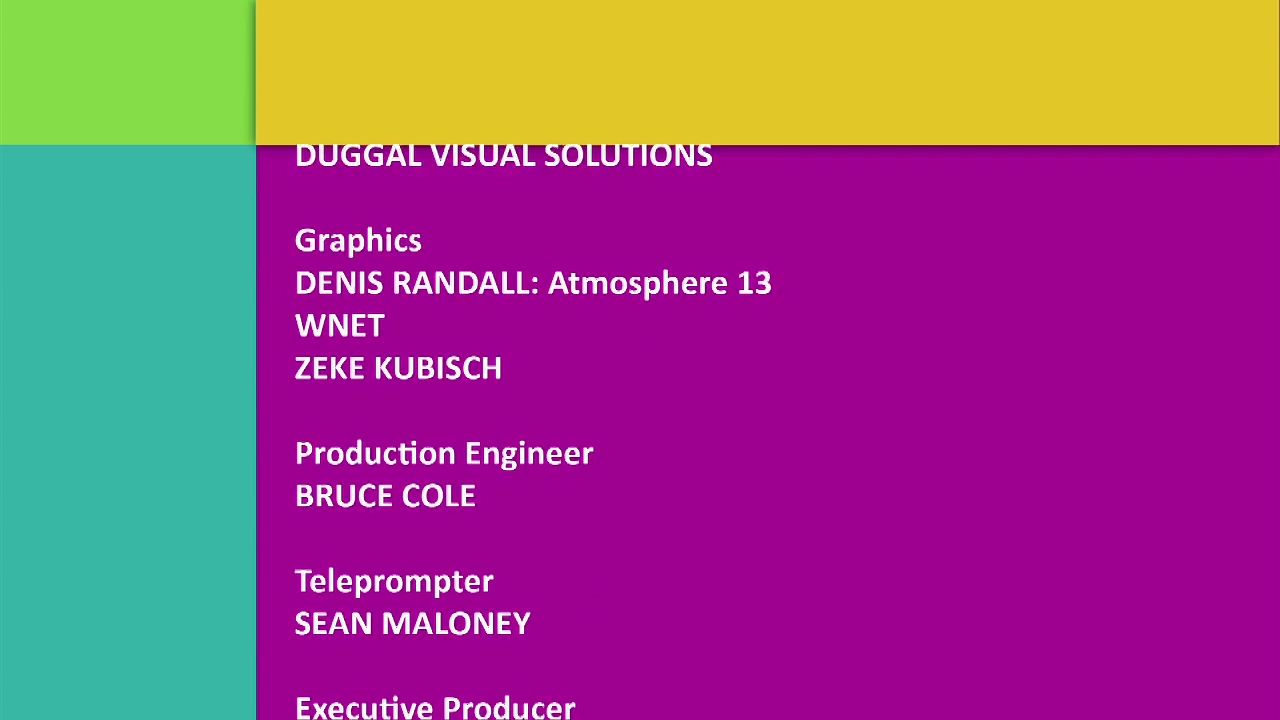 DUGGAL VISUAL SOLUTIONS
Graphics
DENIS RANDALL: Atmosphere 13
WNET
ZEKE KUBISCH
Production Engineer
BRUCE COLE
Teleprompter
SEAN MALONEY
Executive Producer